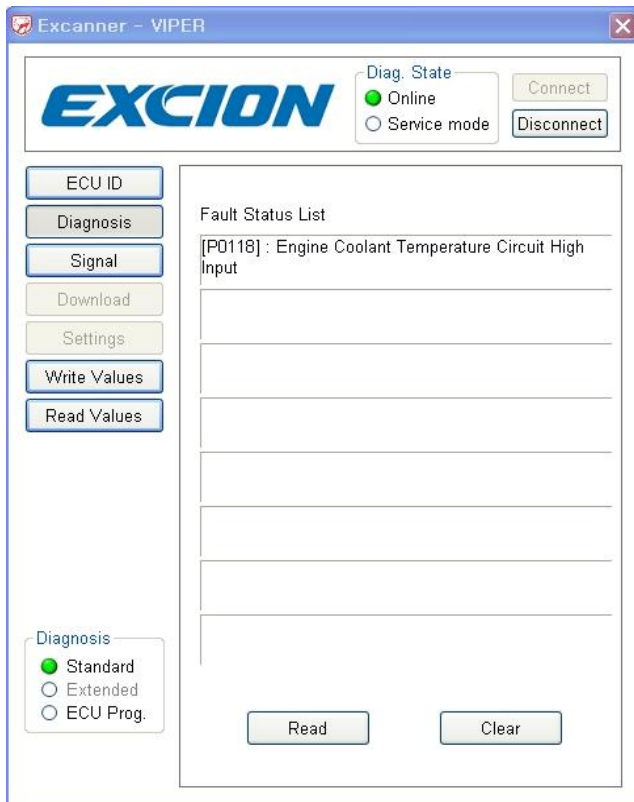 Excanner - VIPER
EXCION
Diag. State
Online
Service mode
Connect
Disconnect
ECU ID
Diagnosis
Signal
Download
Settings
Write Values
Read Values
Fault Status List
[P0118] : Engine Coolant Temperature Circuit High
Input
Diagnosis
Standard
Extended
ECU Prog.
Read
Clear